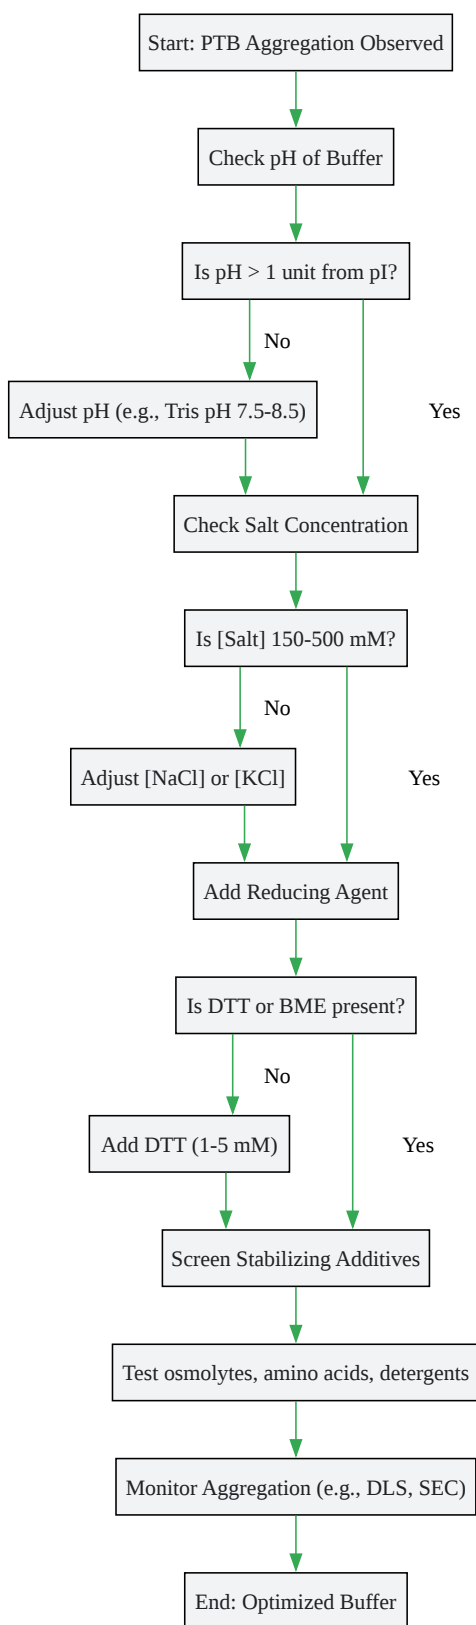 Start: PTB Aggregation Observed
Check pH of Buffer
Is pH > 1 unit from pI?
No
Adjust pH (e.g., Tris pH 7.5-8.5)
Yes
Check Salt Concentration
Is [Salt] 150-500 mM?
No
Adjust [NaCl] or [KCl]
Yes
Add Reducing Agent
Is DTT or BME present?
No
Add DTT (1-5 mM)
Yes
Screen Stabilizing Additives
Test osmolytes, amino acids, detergents
Monitor Aggregation (e.g., DLS, SEC)
End: Optimized Buffer